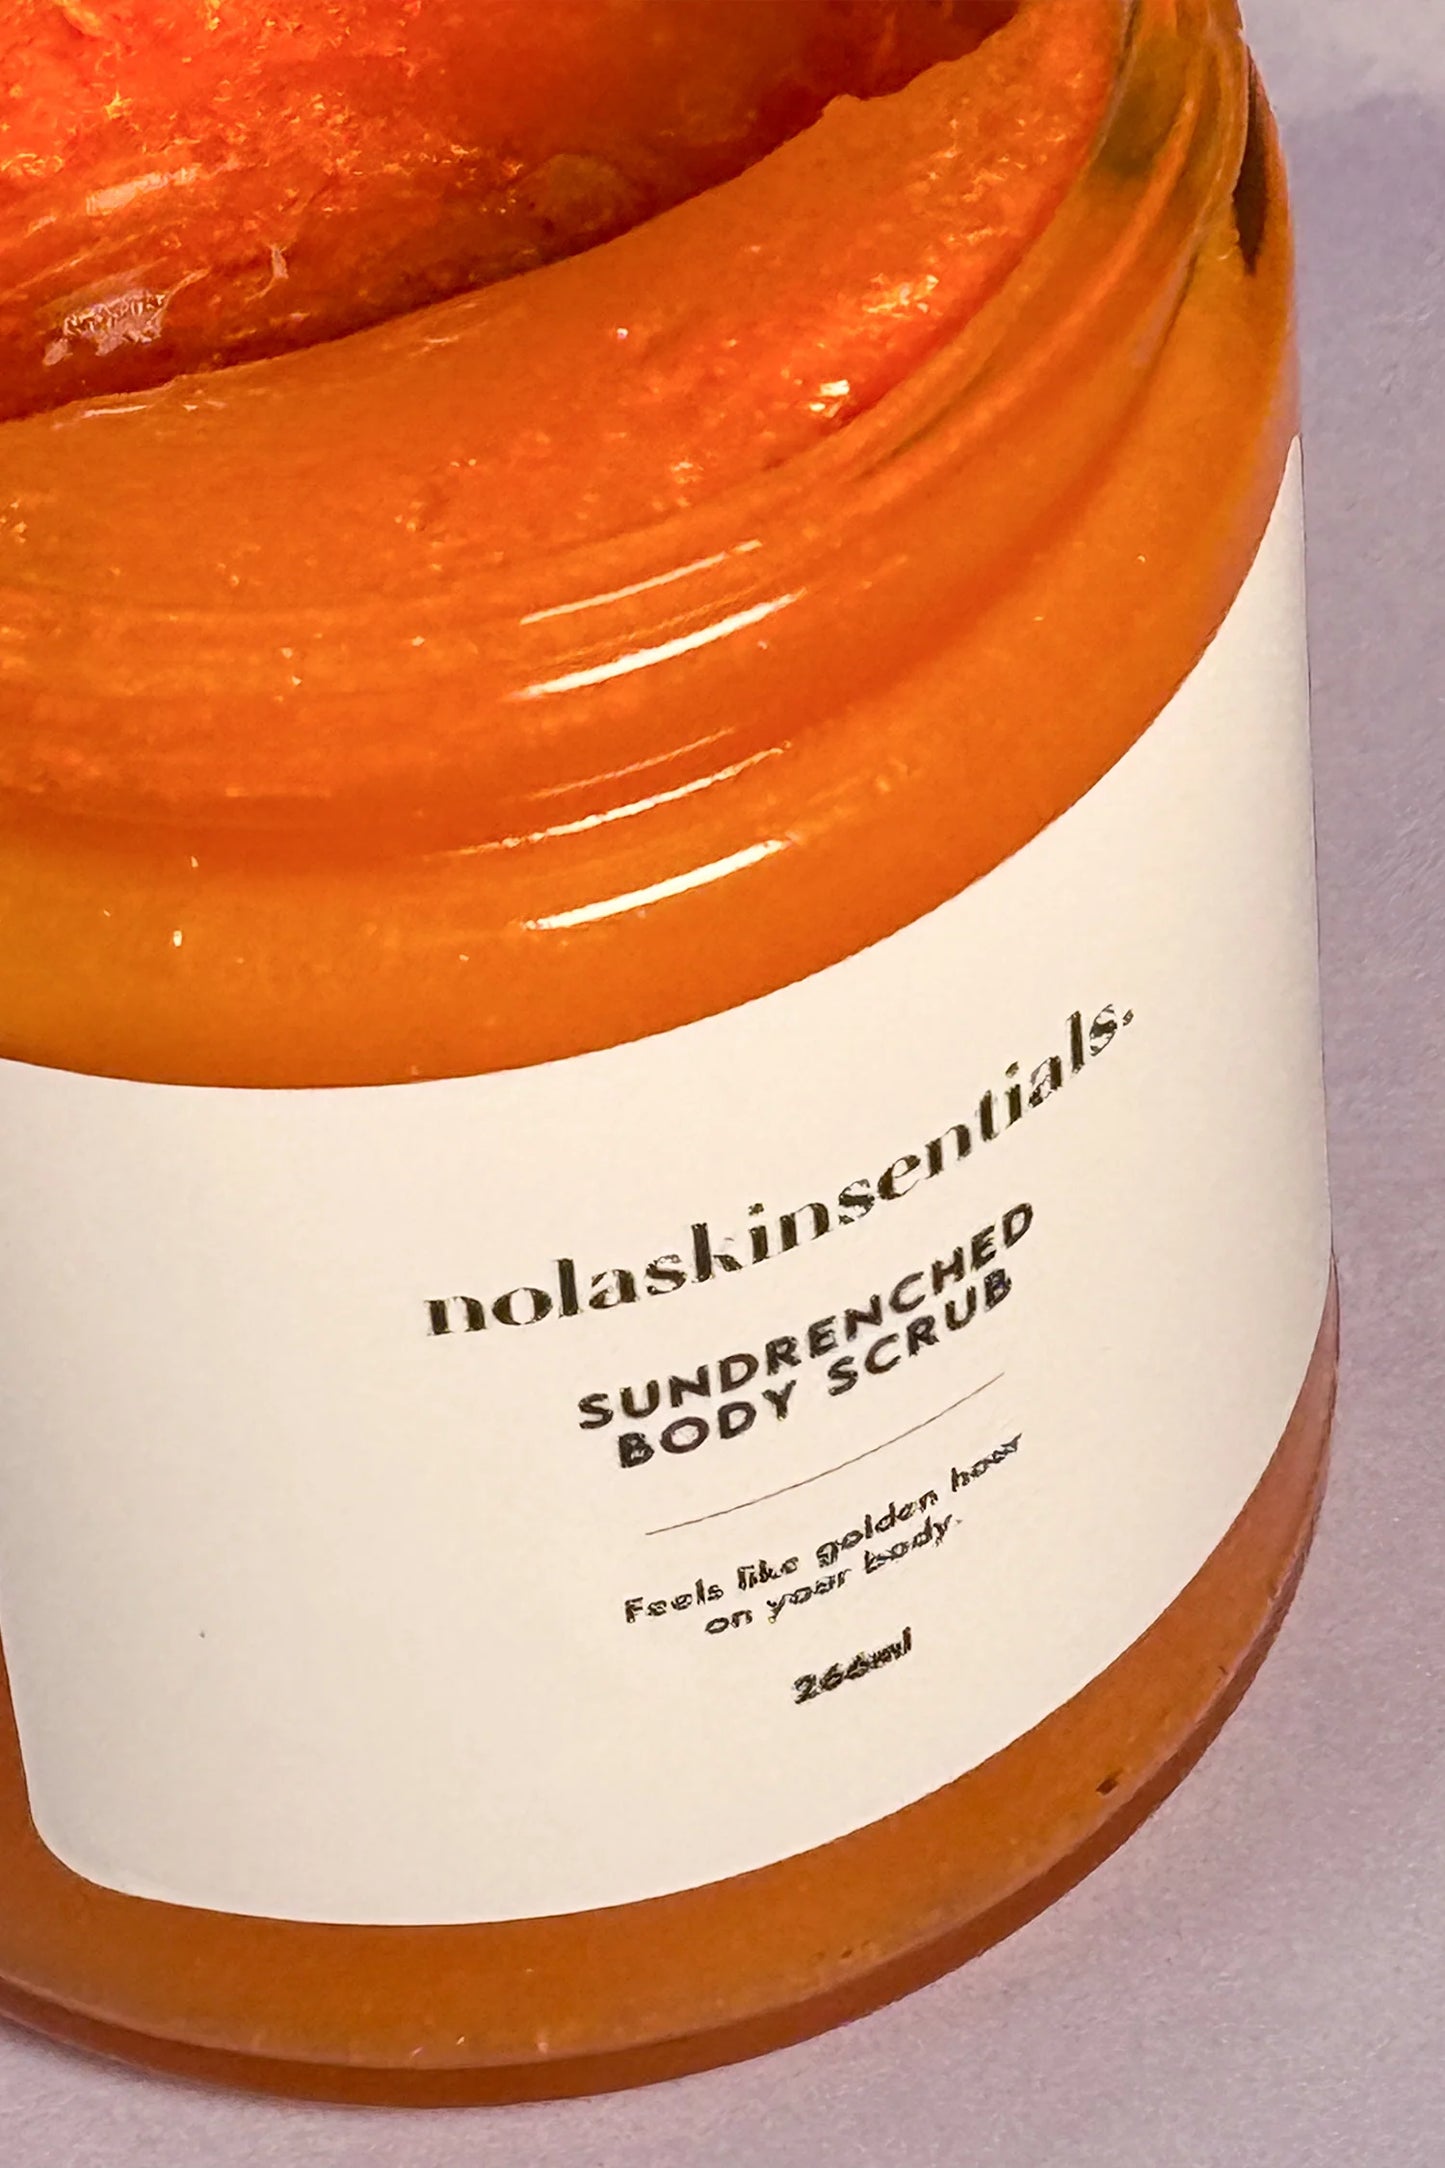 nolaskinsentials.
SUNDRENCHED
BODY SCRUB
Feels like golden hour
on your body.
266ml